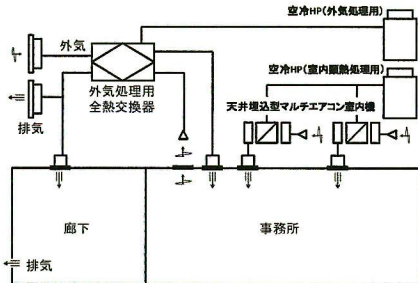 空冷HP(外気処理用)
外気
空冷HP(室内顕熱処理用)
外気処理用
全熱交換器
天井埋込型マルチエアコン室内機
排気
廊下
事務所
排気